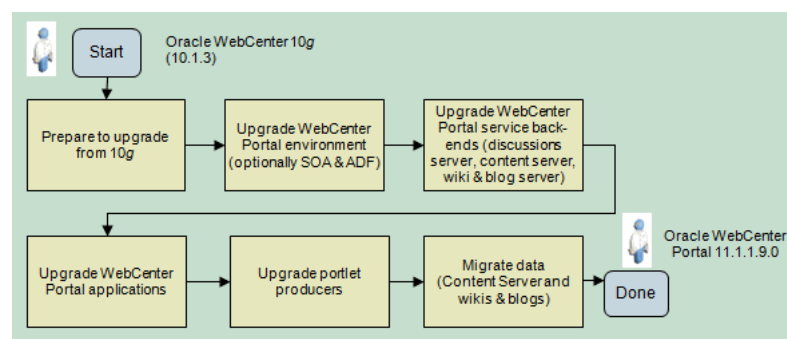 Start
Oracle WebCenter 10g
(10.1.3)
Prepare to upgrade
from 10g
Upgrade WebCenter
Portal environment
(optionally SOA & ADF)
Upgrade WebCenter
Portal service back-
ends (discussions
server, content server,
wiki & blog server)
Upgrade WebCenter
Portal applications
Upgrade portlet
producers
Migrate data
(Content Server and
wikis & blogs)
Oracle WebCenter
Portal 11.1.1.9.0
Done